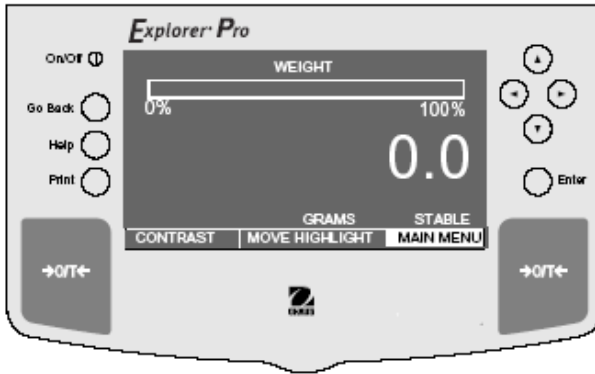 Explorer® Pro
On/Off
WEIGHT
0% 100%
Go Back
Help
Print
0.0
Enter
GRAMS STABLE
CONTRAST MOVE HIGHLIGHT MAIN MENU
→0/T← →0/T←
OHAUS